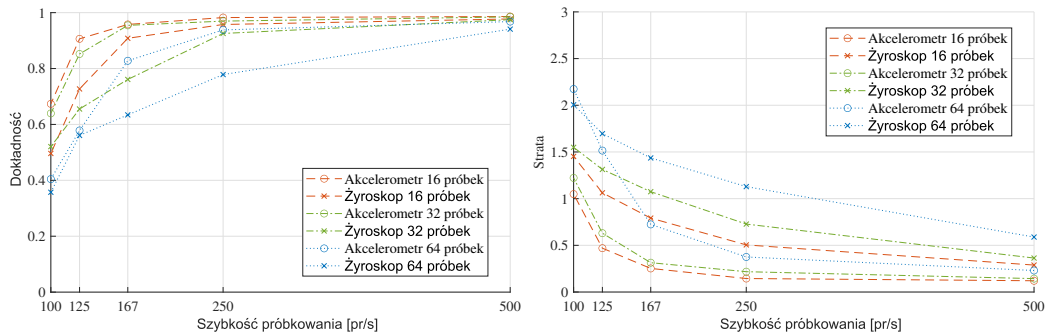 Dokładność
1
0.8
0.6
0.4
0.2
0
100 125 167 250 500
Szybkość próbkowania [pr/s]
Akcelerometr 16 próbek
Żyroskop 16 próbek
Akcelerometr 32 próbek
Żyroskop 32 próbek
Akcelerometr 64 próbek
Żyroskop 64 próbek
Strata
3
2.5
2
1.5
1
0.5
0
100 125 167 250 500
Szybkość próbkowania [pr/s]
Akcelerometr 16 próbek
Żyroskop 16 próbek
Akcelerometr 32 próbek
Żyroskop 32 próbek
Akcelerometr 64 próbek
Żyroskop 64 próbek